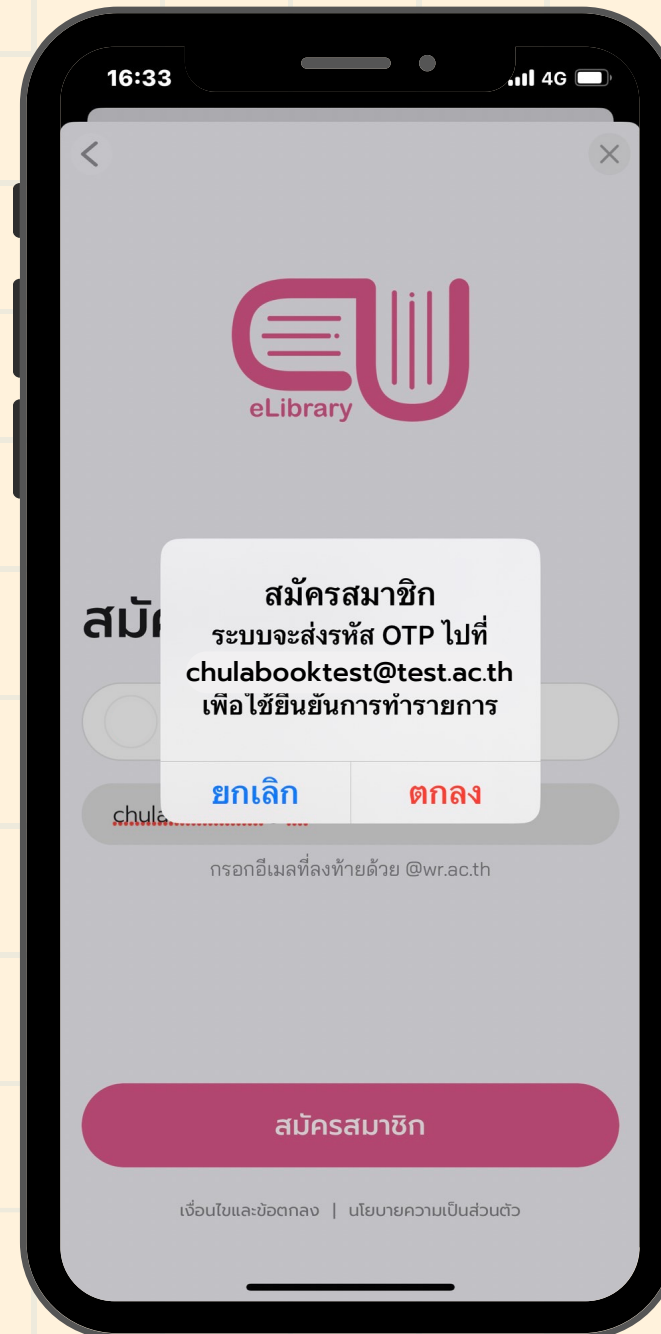 16:33
4G
CU
eLibrary
สมัครสมาชิก
ระบบจะส่งรหัส OTP ไปที่
chulabooktest@test.ac.th
เพื่อใช้ยืนยันการทำรายการ
ยกเลิก
ตกลง
chula
กรอกอีเมลที่ลงท้ายด้วย @wr.ac.th
สมัครสมาชิก
เงื่อนไขและข้อตกลง | นโยบายความเป็นส่วนตัว